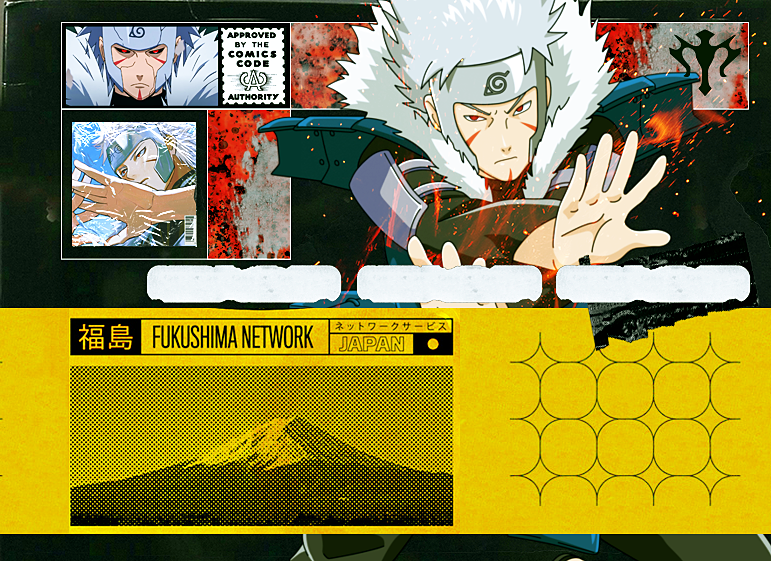 APPROVED
BY THE
COMICS
CODE
CA
AUTHORITY
福島
FUKUSHIMA NETWORK
ネットワークサービス
JAPAN